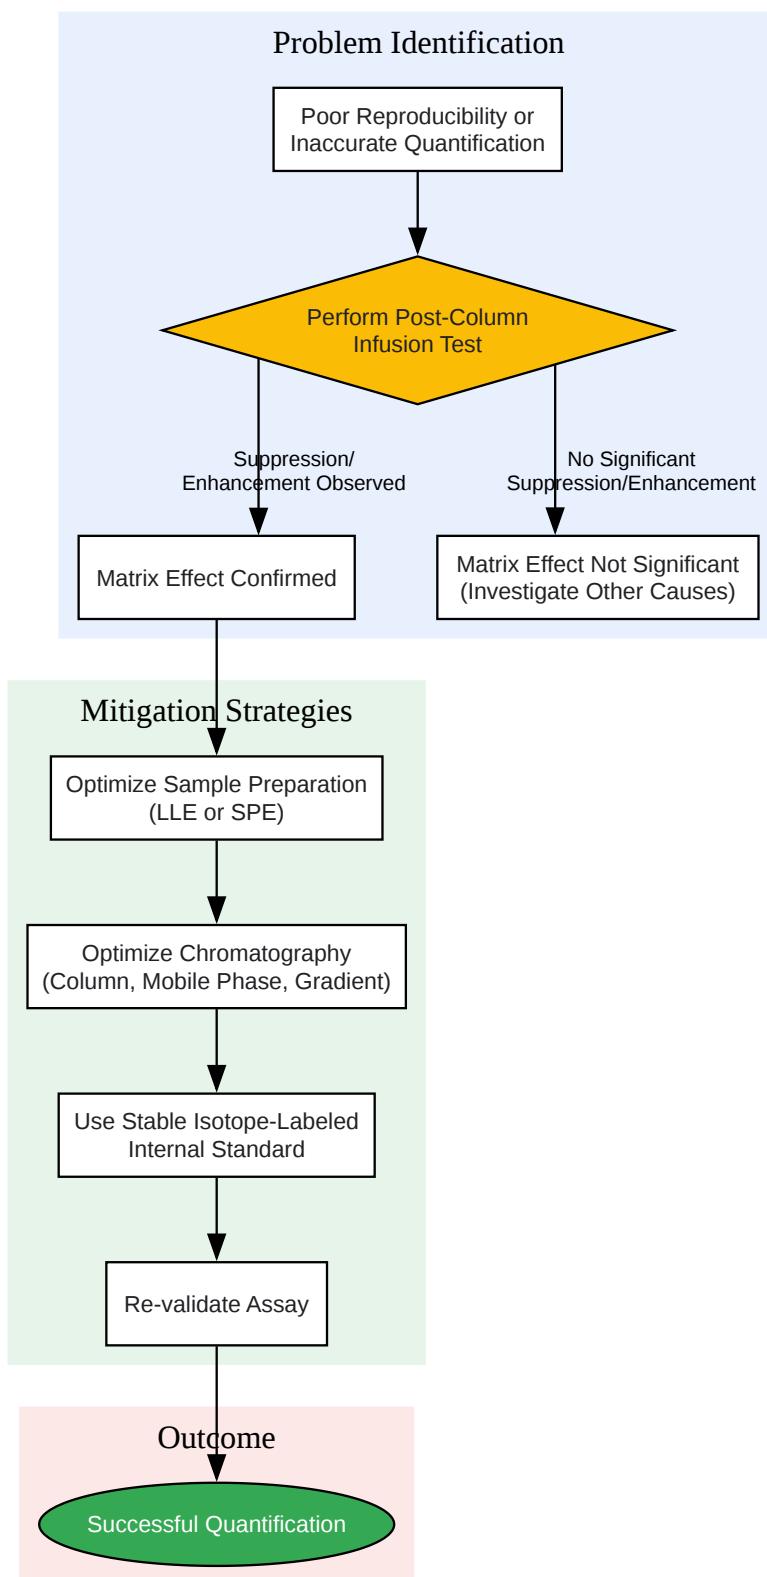 Problem Identification
Poor Reproducibility or
Inaccurate Quantification
Perform Post-Column
Infusion Test
Suppression/
Enhancement Observed
No Significant
Suppression/Enhancement
Matrix Effect Confirmed
Matrix Effect Not Significant
(Investigate Other Causes)
Mitigation Strategies
Optimize Sample Preparation
(LLE or SPE)
Optimize Chromatography
(Column, Mobile Phase, Gradient)
Use Stable Isotope-Labeled
Internal Standard
Re-validate Assay
Outcome
Successful Quantification